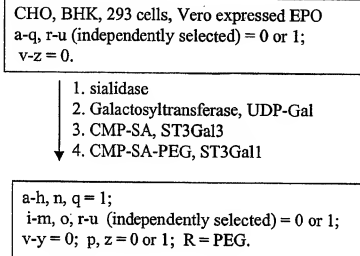 CHO, BHK, 293 cells, Vero expressed EPO
a-q, r-u (independently selected) = 0 or 1;
v-z = 0.
1. sialidase
2. Galactosyltferase, UDP-Gal
3. CMP-SA, ST3Gal3
4. CMP-SA-PEG, ST3Gal1
a-h, n, q = 1;
i-m, o, r-u (independently selected) = 0 or 1;
v-y = 0; p, z = 0 or 1; R = PEG.